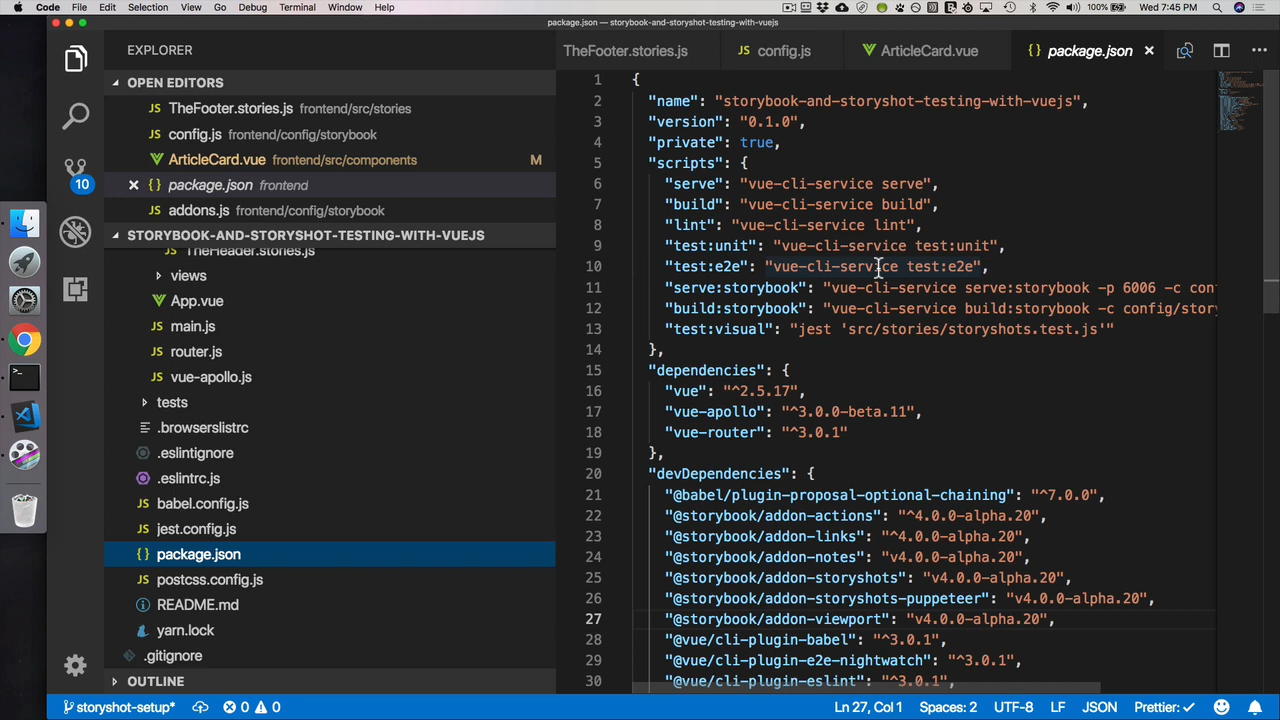 Code File Edit Selection View Go Debug Terminal Window Help 100% Wed 7:45 PM
package.json — storybook-and-storyshot-testing-with-vuejs
EXPLORER
OPEN EDITORS
JS TheFooter.stories.js frontend/src/stories
JS config.js frontend/config/storybook
ArticleCard.vue frontend/src/components M
{} package.json frontend
JS addons.js frontend/config/storybook
10
STORYBOOK-AND-STORYSHOT-TESTING-WITH-VUEJS
TheHeader.stories.js
views
App.vue
JS main.js
JS router.js
JS vue-apollo.js
tests
.browserslistrc
.eslintignore
.eslintrc.js
JS babel.config.js
JS jest.config.js
{} package.json
JS postcss.config.js
README.md
yarn.lock
.gitignore
OUTLINE
TheFooter.stories.js JS config.js ArticleCard.vue {} package.json
1 {
2 "name": "storybook-and-storyshot-testing-with-vuejs",
3 "version": "0.1.0",
4 "private": true,
5 "scripts": {
6 "serve": "vue-cli-service serve",
7 "build": "vue-cli-service build",
8 "lint": "vue-cli-service lint",
9 "test:unit": "vue-cli-service test:unit",
10 "test:e2e": "vue-cli-service test:e2e",
11 "serve:storybook": "vue-cli-service serve:storybook -p 6006 -c con
12 "build:storybook": "vue-cli-service build:storybook -c config/story
13 "test:visual": "jest 'src/stories/storyshots.test.js'"
14 },
15 "dependencies": {
16 "vue": "^2.5.17",
17 "vue-apollo": "^3.0.0-beta.11",
18 "vue-router": "^3.0.1"
19 },
20 "devDependencies": {
21 "@babel/plugin-proposal-optional-chaining": "^7.0.0",
22 "@storybook/addon-actions": "^4.0.0-alpha.20",
23 "@storybook/addon-links": "^4.0.0-alpha.20",
24 "@storybook/addon-notes": "v4.0.0-alpha.20",
25 "@storybook/addon-storyshots": "v4.0.0-alpha.20",
26 "@storybook/addon-storyshots-puppeteer": "v4.0.0-alpha.20",
27 "@storybook/addon-viewport": "v4.0.0-alpha.20",
28 "@vue/cli-plugin-babel": "^3.0.1",
29 "@vue/cli-plugin-e2e-nightwatch": "^3.0.1",
30 "@vue/cli-plugin-eslint": "^3.0.1",
storyshot-setup* 0 0 Ln 27, Col 1 Spaces: 2 UTF-8 LF JSON Prettier: ✓